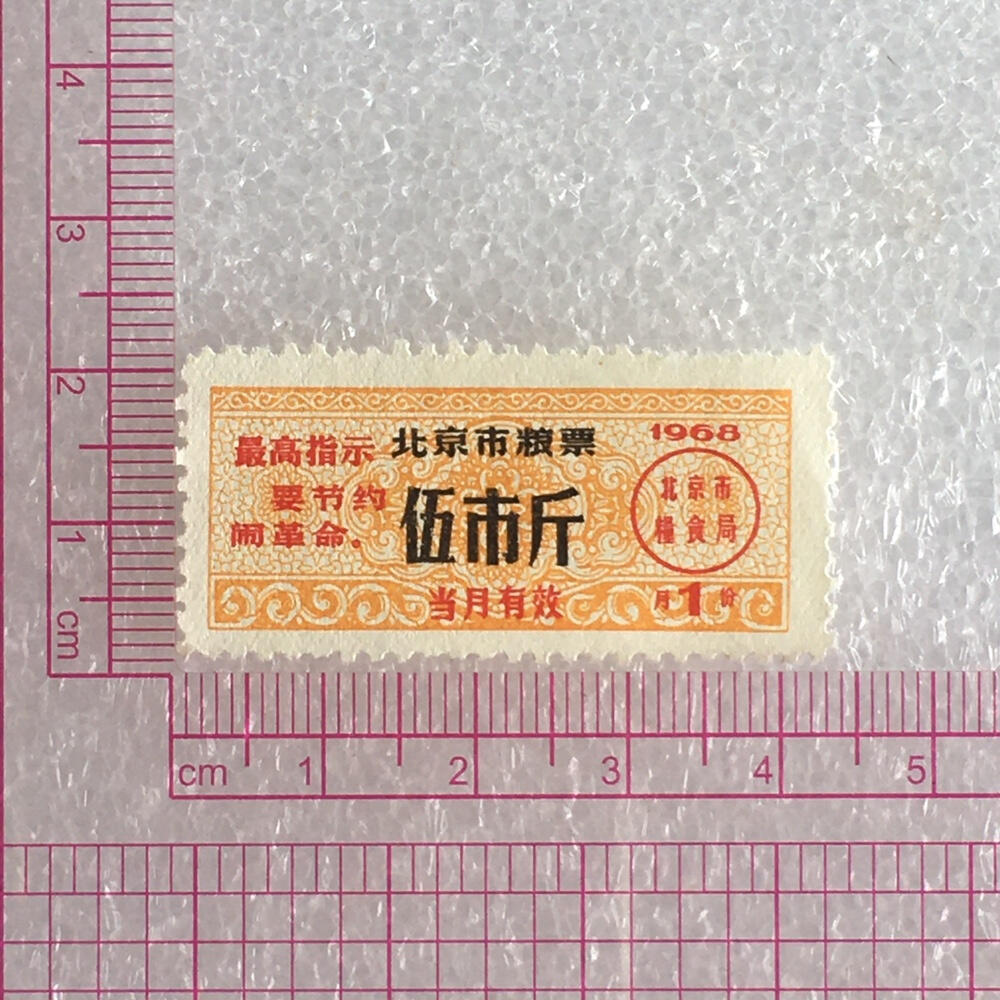 4
3
2
1
cm
最高指示
要节约
闹革命。
北京市粮票
伍市斤
当月有效
1968
北京市
糧食局
月1份
cm 1 2 3 4 5